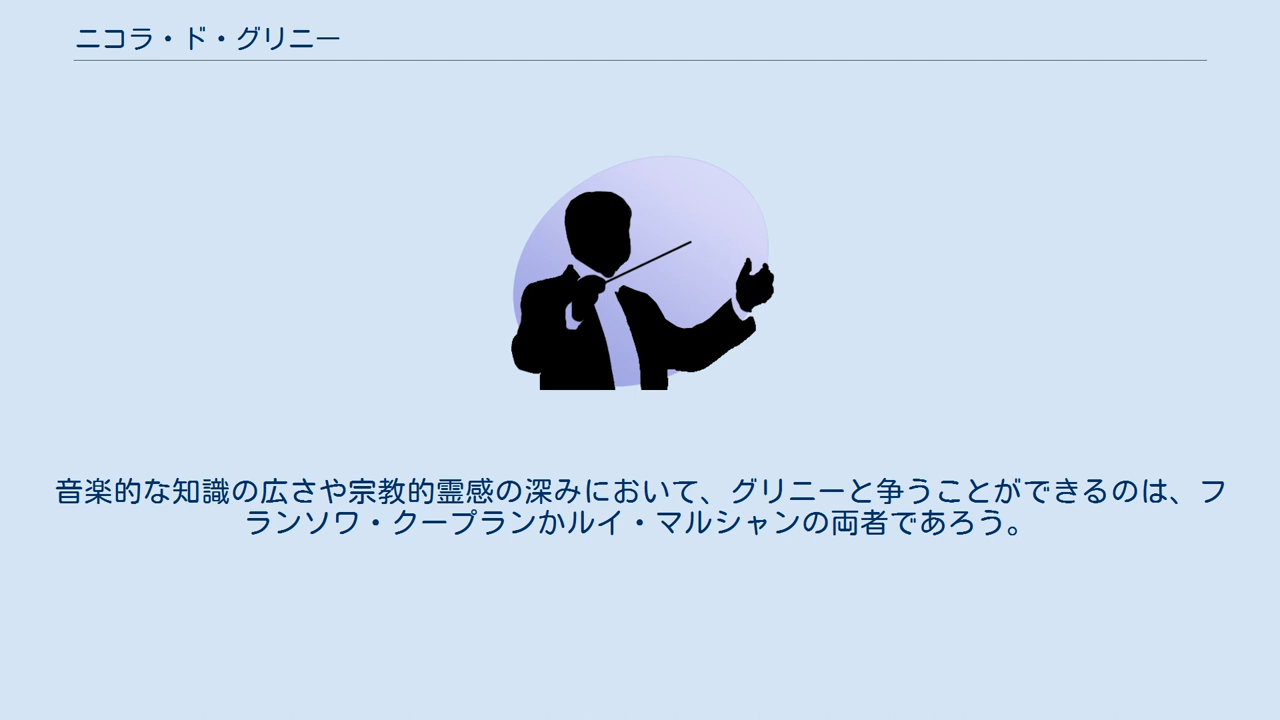 ニコラ・ド・グリニー
音楽的な知識の広さや宗教的霊感の深みにおいて、グリニーと争うことができるのは、フ
ランソワ・クープランかルイ・マルシャンの両者であろう。